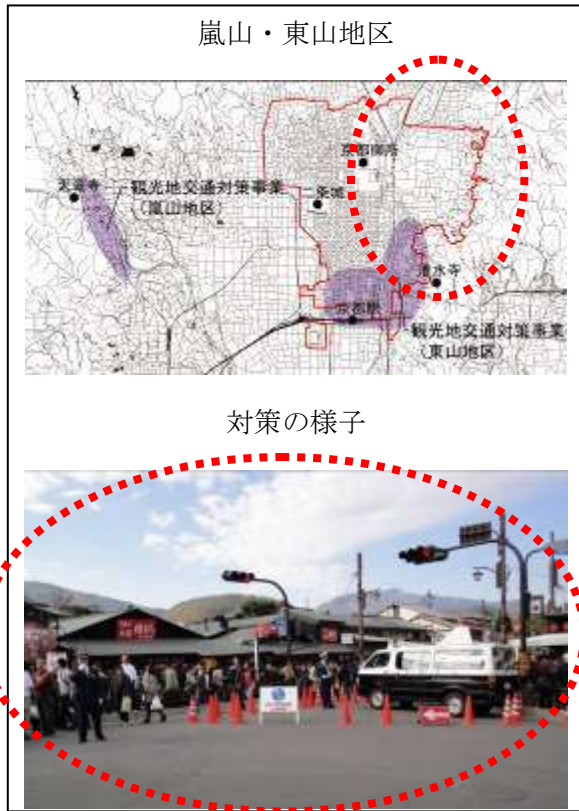 嵐山・東山地区
京都御所
二条城
天龍寺
観光地交通対策事業
（嵐山地区）
清水寺
京都駅
観光地交通対策事業
（東山地区）
対策の様子